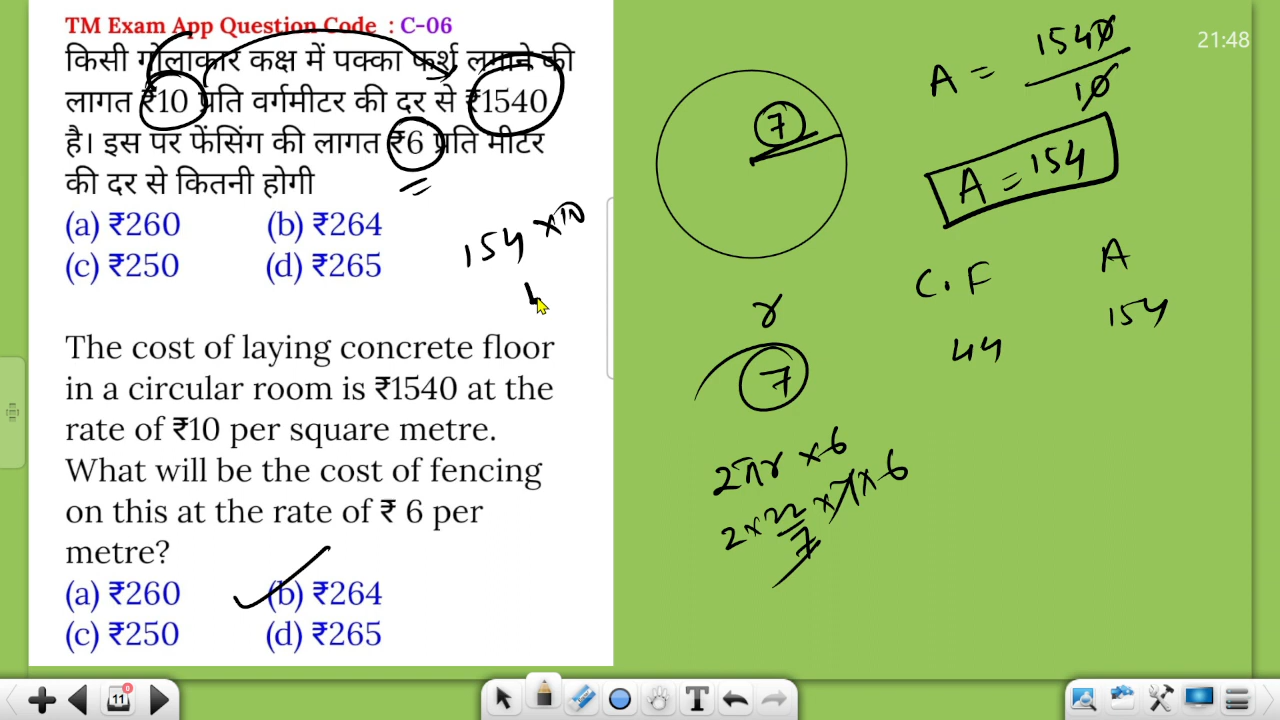 TM Exam App Question Code : C-06
किसी गोलाकार कक्ष में पक्का फर्श लगाने की
लागत ₹10 प्रति वर्गमीटर की दर से ₹1540
है। इस पर फेंसिंग की लागत ₹6 प्रति मीटर
की दर से कितनी होगी
(a) ₹260 (b) ₹264
(c) ₹250 (d) ₹265
154 ×10
The cost of laying concrete floor
in a circular room is ₹1540 at the
rate of ₹10 per square metre.
What will be the cost of fencing
on this at the rate of ₹ 6 per
metre?
(a) ₹260 (b) ₹264
(c) ₹250 (d) ₹265
7
r
7
2πr × 6
2 × 22/7 × 7 × 6
21:48
A = 1540/10
A = 154
C.F A
44 154
11
8
T